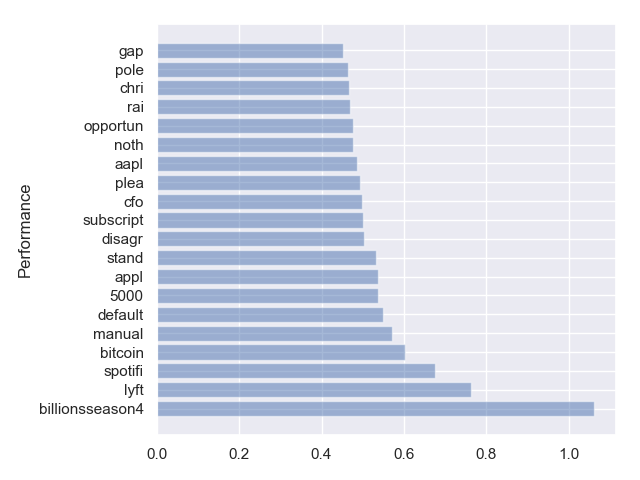 gap
pole
chri
rai
opportun
noth
aapl
plea
cfo
subscript
disagr
stand
appl
5000
default
manual
bitcoin
spotifi
lyft
billionsseason4
Performance
0.0 0.2 0.4 0.6 0.8 1.0